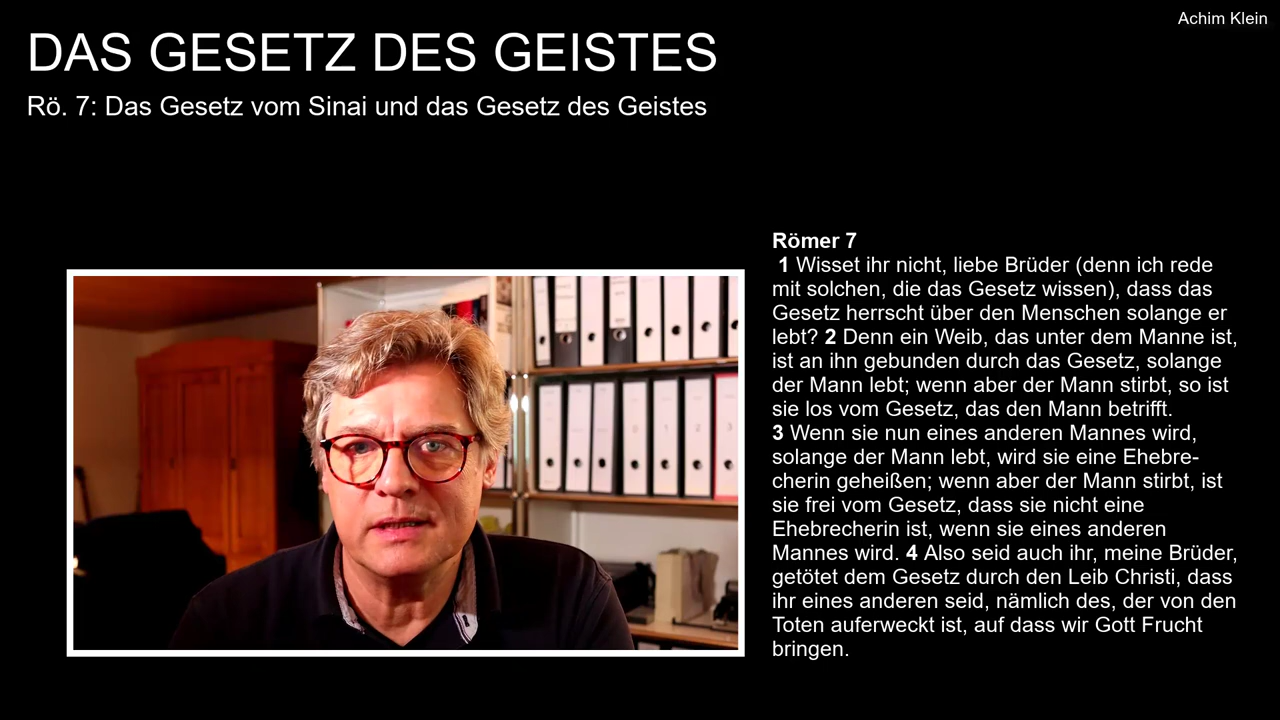 Achim Klein
DAS GESETZ DES GEISTES
Rö. 7: Das Gesetz vom Sinai und das Gesetz des Geistes
Römer 7
1 Wisset ihr nicht, liebe Brüder (denn ich rede
mit solchen, die das Gesetz wissen), dass das
Gesetz herrscht über den Menschen solange er
lebt? 2 Denn ein Weib, das unter dem Manne ist,
ist an ihn gebunden durch das Gesetz, solange
der Mann lebt; wenn aber der Mann stirbt, so ist
sie los vom Gesetz, das den Mann betrifft.
3 Wenn sie nun eines anderen Mannes wird,
solange der Mann lebt, wird sie eine Ehebre-
cherin geheißen; wenn aber der Mann stirbt, ist
sie frei vom Gesetz, dass sie nicht eine
Ehebrecherin ist, wenn sie eines anderen
Mannes wird. 4 Also seid auch ihr, meine Brüder,
getötet dem Gesetz durch den Leib Christi, dass
ihr eines anderen seid, nämlich des, der von den
Toten auferweckt ist, auf dass wir Gott Frucht
bringen.